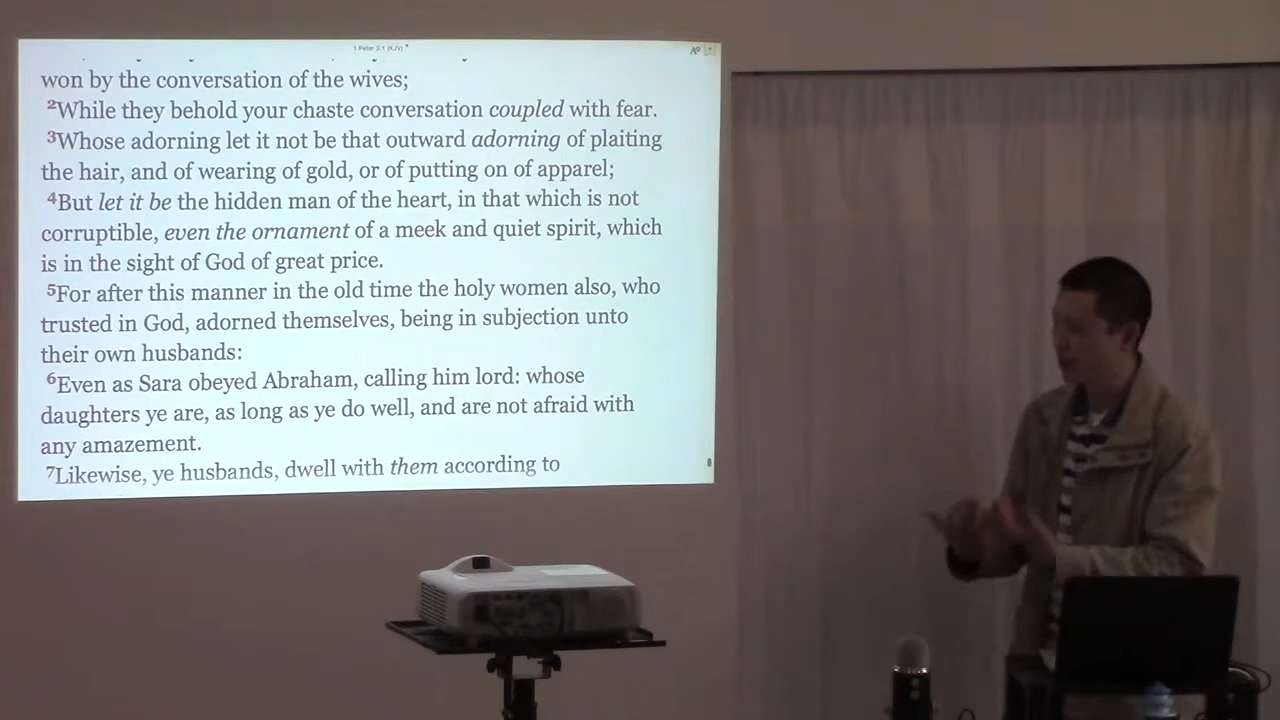 1 Peter 3:1 (KJV)
won by the conversation of the wives;
²While they behold your chaste conversation coupled with fear.
³Whose adorning let it not be that outward adorning of plaiting
the hair, and of wearing of gold, or of putting on of apparel;
⁴But let it be the hidden man of the heart, in that which is not
corruptible, even the ornament of a meek and quiet spirit, which
is in the sight of God of great price.
⁵For after this manner in the old time the holy women also, who
trusted in God, adorned themselves, being in subjection unto
their own husbands:
⁶Even as Sara obeyed Abraham, calling him lord: whose
daughters ye are, as long as ye do well, and are not afraid with
any amazement.
⁷Likewise, ye husbands, dwell with them according to